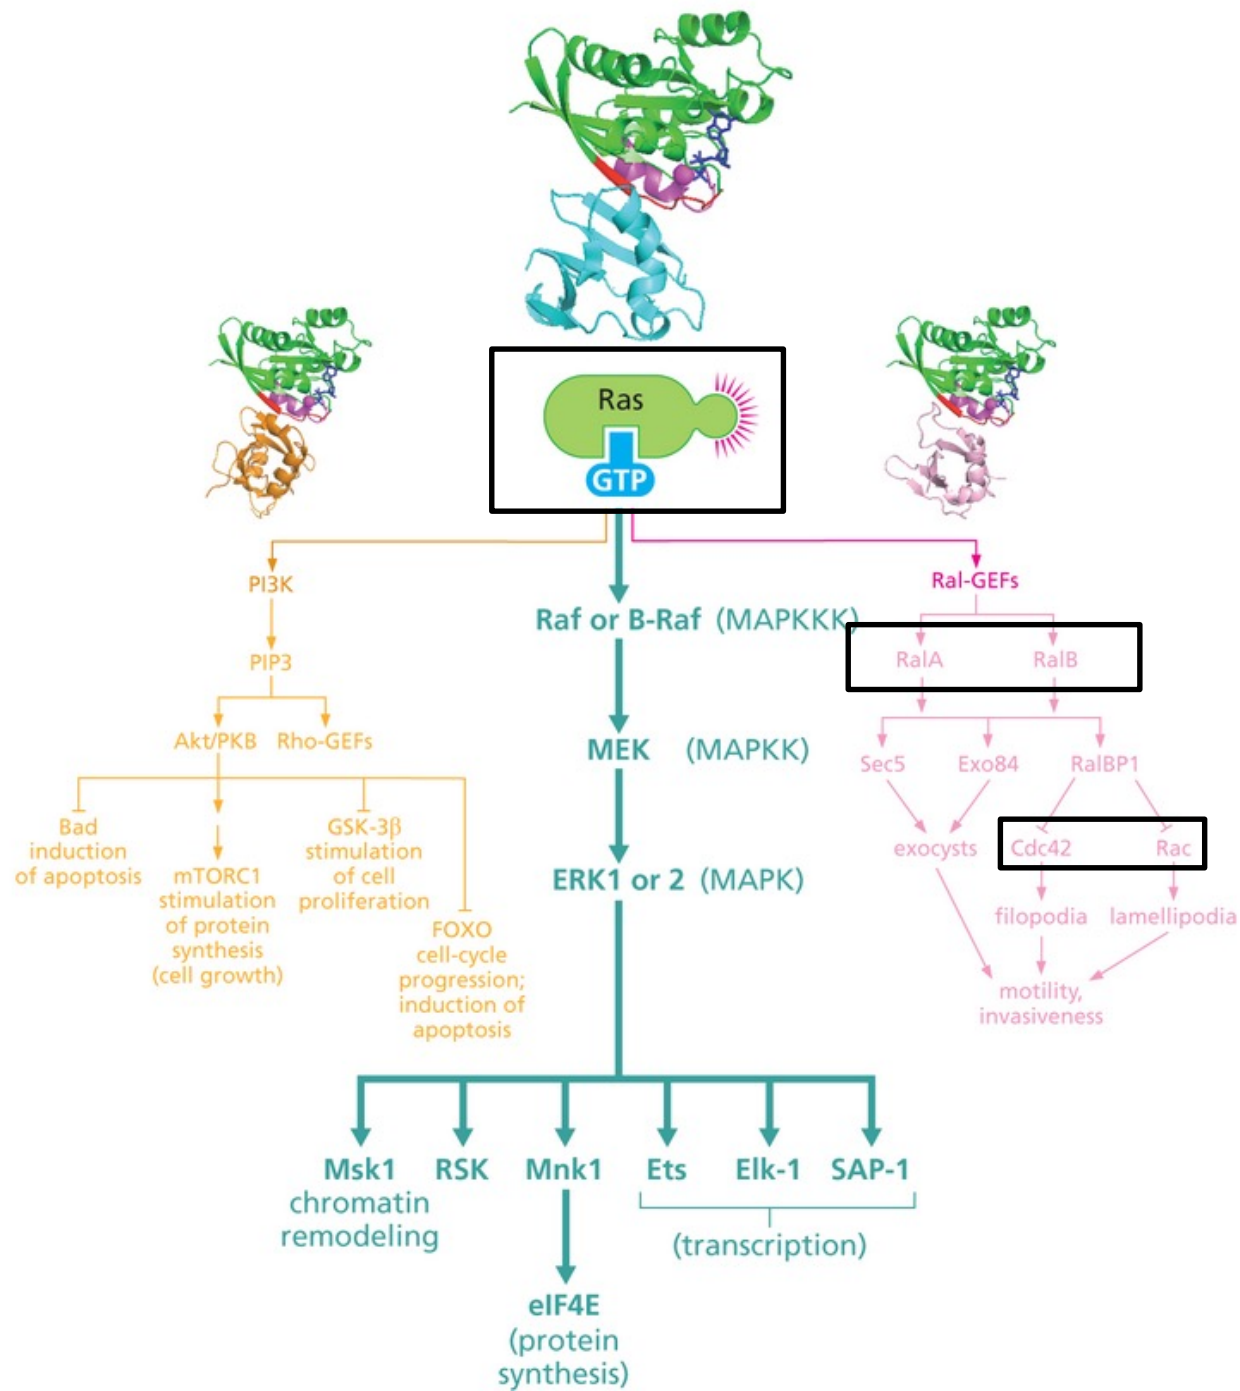 Ras
GTP
PI3K
PIP3
Akt/PKB
Rho-GEFs
Bad
induction
of apoptosis
mTORC1
stimulation
of protein
synthesis
(cell growth)
GSK-3β
stimulation
of cell
proliferation
FOXO
cell-cycle
progression;
induction of
apoptosis
Raf or B-Raf (MAPKKK)
MEK (MAPKK)
ERK1 or 2 (MAPK)
Msk1
chromatin
remodeling
RSK
Mnk1
eIF4E
(protein
synthesis)
Ets
Elk-1
SAP-1
(transcription)
Ral-GEFs
RalA
RalB
Sec5
Exo84
RalBP1
exocysts
Cdc42
Rac
filopodia
lamellipodia
motility,
invasiveness